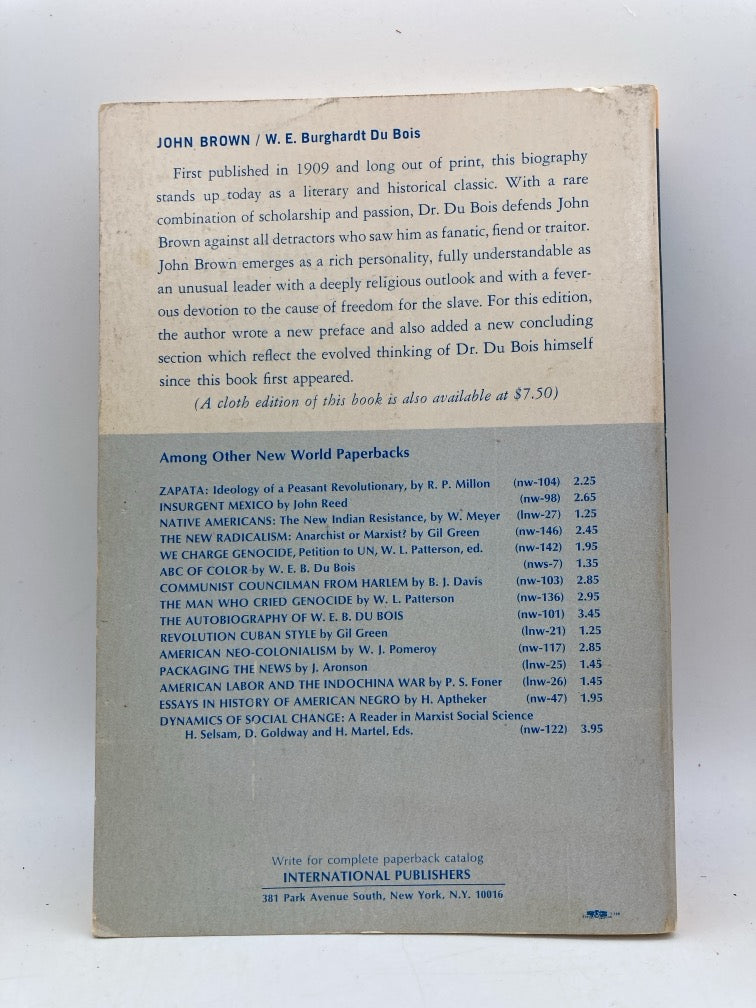 JOHN BROWN / W. E. Burghardt Du Bois
First published in 1909 and long out of print, this biography
stands up today as a literary and historical classic. With a rare
combination of scholarship and passion, Dr. Du Bois defends John
Brown against all detractors who saw him as fanatic, fiend or traitor.
John Brown emerges as a rich personality, fully understandable as
an unusual leader with a deeply religious outlook and with a fever-
ous devotion to the cause of freedom for the slave. For this edition,
the author wrote a new preface and also added a new concluding
section which reflect the evolved thinking of Dr. Du Bois himself
since this book first appeared.
(A cloth edition of this book is also available at $7.50)
Among Other New World Paperbacks
ZAPATA: Ideology of a Peasant Revolutionary, by R. P. Millon (nw-104) 2.25
INSURGENT MEXICO by John Reed (nw-98) 2.65
NATIVE AMERICANS: The New Indian Resistance, by W. Meyer (lnw-27) 1.25
THE NEW RADICALISM: Anarchist or Marxist? by Gil Green (nw-146) 2.45
WE CHARGE GENOCIDE, Petition to UN, W. L. Patterson, ed. (nw-142) 1.95
ABC OF COLOR by W. E. B. Du Bois (nws-7) 1.35
COMMUNIST COUNCILMAN FROM HARLEM by B. J. Davis (nw-103) 2.85
THE MAN WHO CRIED GENOCIDE by W. L. Patterson (nw-136) 2.95
THE AUTOBIOGRAPHY OF W. E. B. DU BOIS (nw-101) 3.45
REVOLUTION CUBAN STYLE by Gil Green (lnw-21) 1.25
AMERICAN NEO-COLONIALISM by W. J. Pomeroy (nw-117) 2.85
PACKAGING THE NEWS by J. Aronson (lnw-25) 1.45
AMERICAN LABOR AND THE INDOCHINA WAR by P. S. Foner (lnw-26) 1.45
ESSAYS IN HISTORY OF AMERICAN NEGRO by H. Aptheker (nw-47) 1.95
DYNAMICS OF SOCIAL CHANGE: A Reader in Marxist Social Science
H. Selsam, D. Goldway and H. Martel, Eds. (nw-122) 3.95
Write for complete paperback catalog
INTERNATIONAL PUBLISHERS
381 Park Avenue South, New York, N.Y. 10016